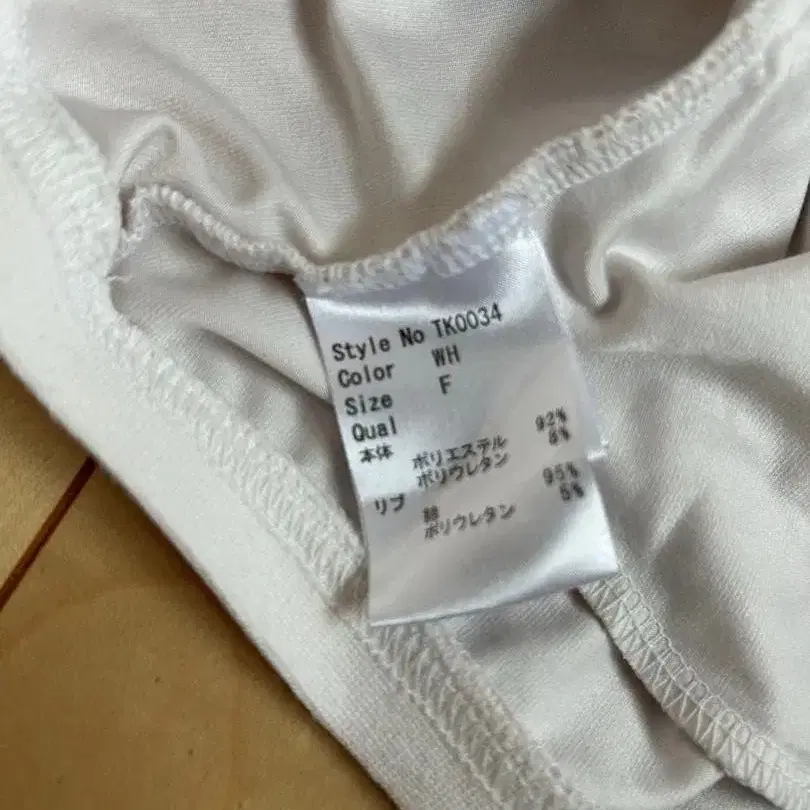 Style No TK0034
Color WH
Size F
Qual
本体 ポリエステル 92%
ポリウレタン 8%
リブ 綿 95%
ポリウレタン 5%